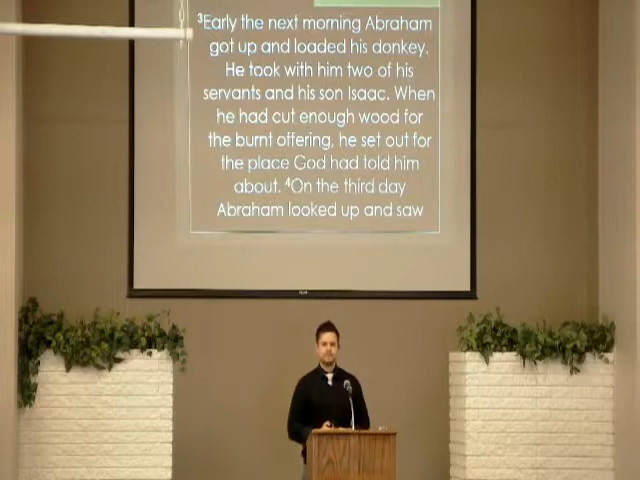 ³Early the next morning Abraham
got up and loaded his donkey.
He took with him two of his
servants and his son Isaac. When
he had cut enough wood for
the burnt offering, he set out for
the place God had told him
about. ⁴On the third day
Abraham looked up and saw